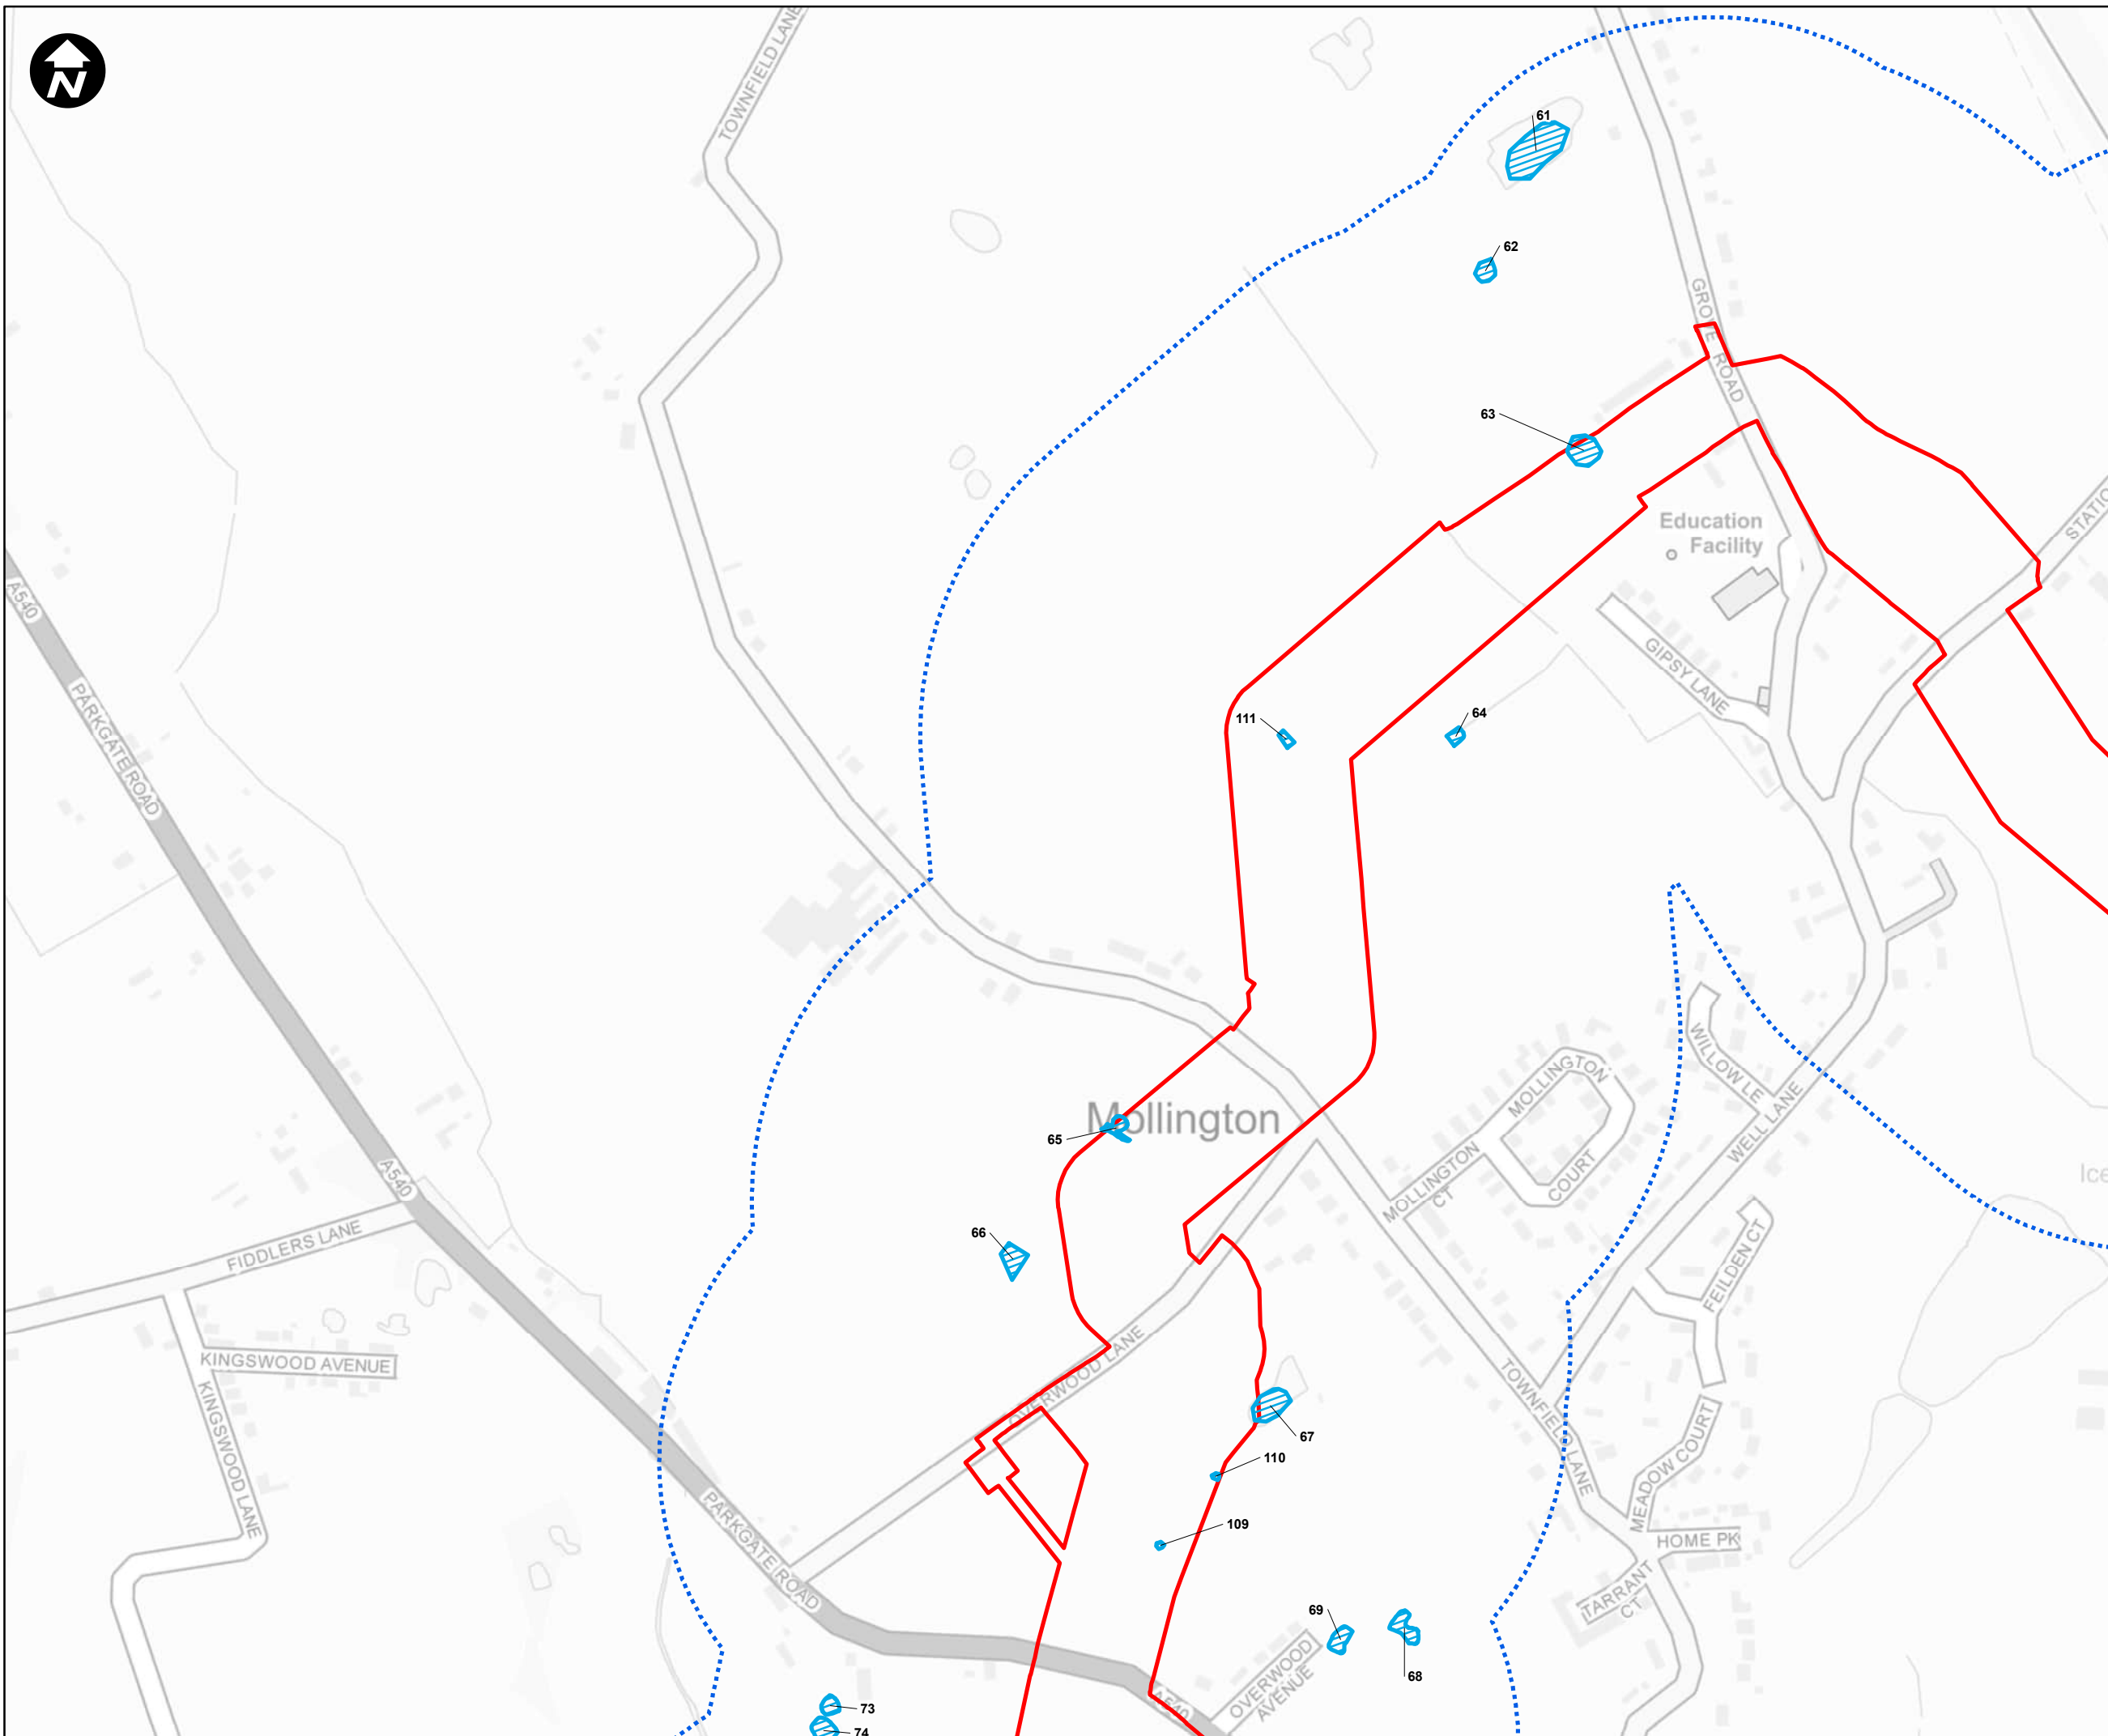 N
TOWNFIELD LANE
61
62
GROVE ROAD
63
STATIO
Education
Facility
A540
GIPSY LANE
PARKGATE ROAD
111
64
Mollington
65
WILLOW LE
MOLLINGTON
COURT
MOLLINGTON
CT
WELL LANE
Ice
A540
FIDDLERS LANE
66
FEILDEN CT
KINGSWOOD AVENUE
OVERWOOD LANE
KINGSWOOD LANE
TOWNFIELD LANE
67
MEADOW COURT
110
PARKGATE ROAD
109
HOME PK
TARRANT
CT
69
68
OVERWOOD
AVENUE
73
A540
74